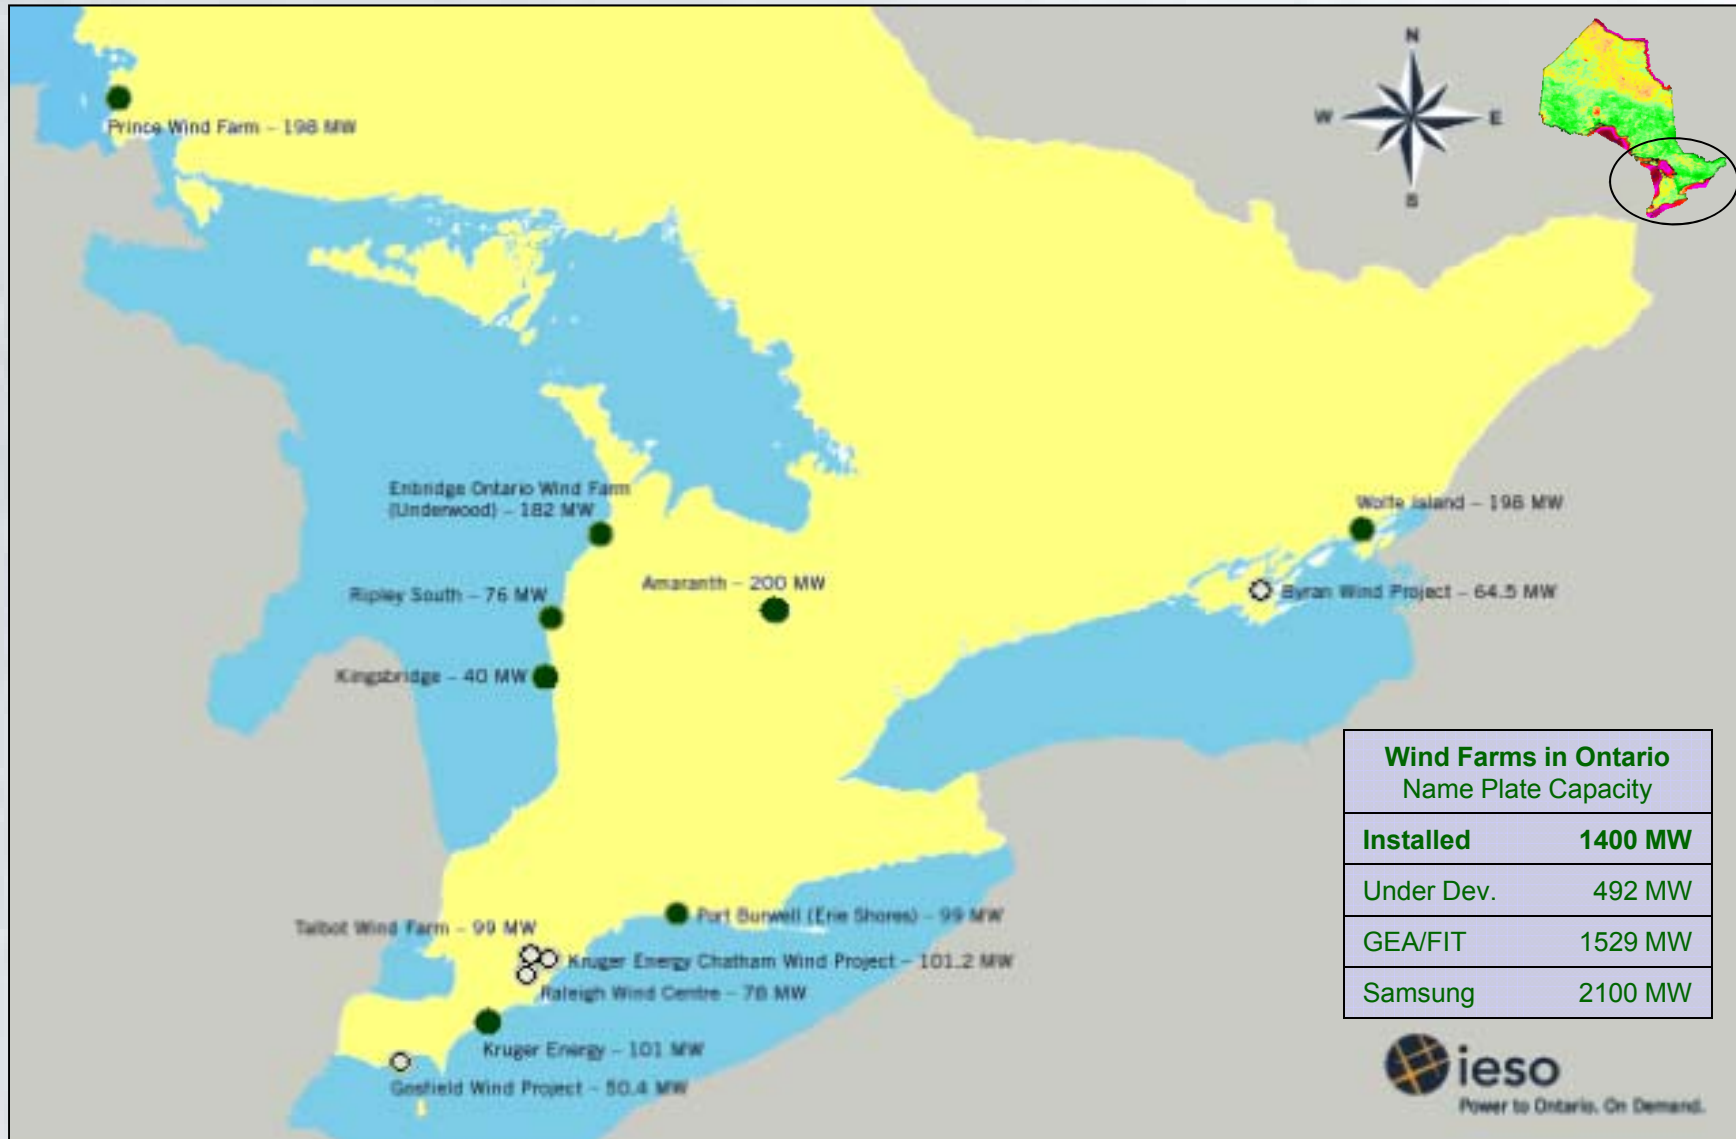 N
W
E
S
Prince Wind Farm – 198 MW
Enbridge Ontario Wind Farm
(Underwood) – 182 MW
Wolfe Island – 198 MW
Amaranth – 200 MW
Ripley South – 76 MW
Byran Wind Project – 64.5 MW
Kingsbridge – 40 MW
Wind Farms in Ontario
Name Plate Capacity
Installed 1400 MW
Under Dev. 492 MW
GEA/FIT 1529 MW
Samsung 2100 MW
Port Burwell (Erie Shores) – 99 MW
Talbot Wind Farm – 99 MW
Kruger Energy Chatham Wind Project – 101.2 MW
Raleigh Wind Centre – 78 MW
Kruger Energy – 101 MW
Gosfield Wind Project – 50.4 MW
ieso
Power to Ontario. On Demand.